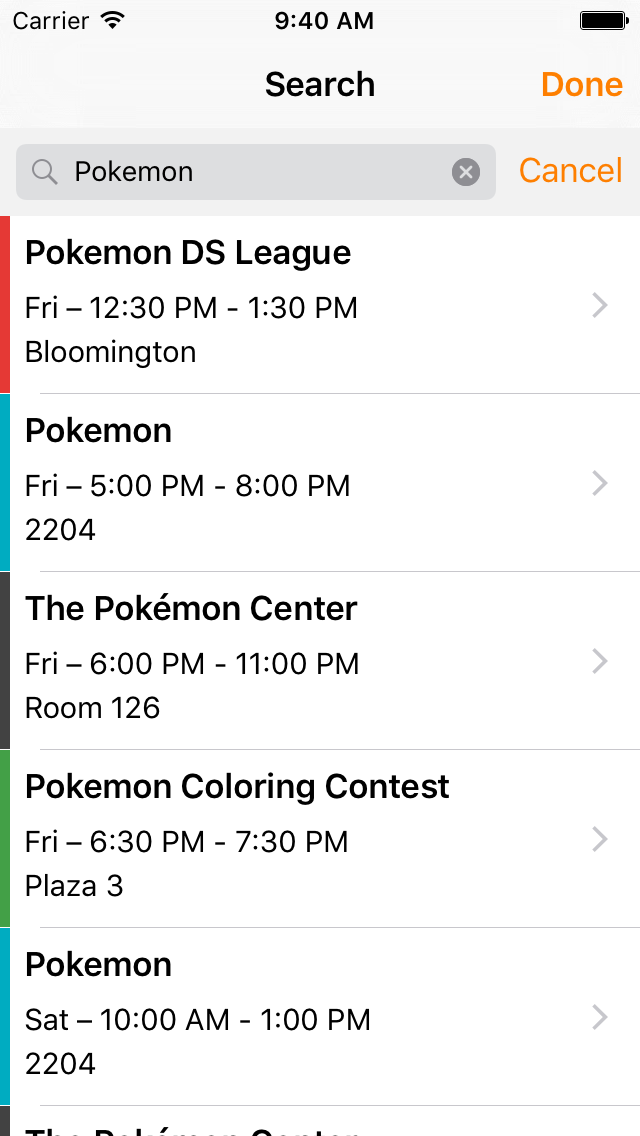 Carrier 9:40 AM
Search Done
Pokemon Cancel
Pokemon DS League
Fri – 12:30 PM - 1:30 PM
Bloomington
Pokemon
Fri – 5:00 PM - 8:00 PM
2204
The Pokémon Center
Fri – 6:00 PM - 11:00 PM
Room 126
Pokemon Coloring Contest
Fri – 6:30 PM - 7:30 PM
Plaza 3
Pokemon
Sat – 10:00 AM - 1:00 PM
2204
The Pokémon Center